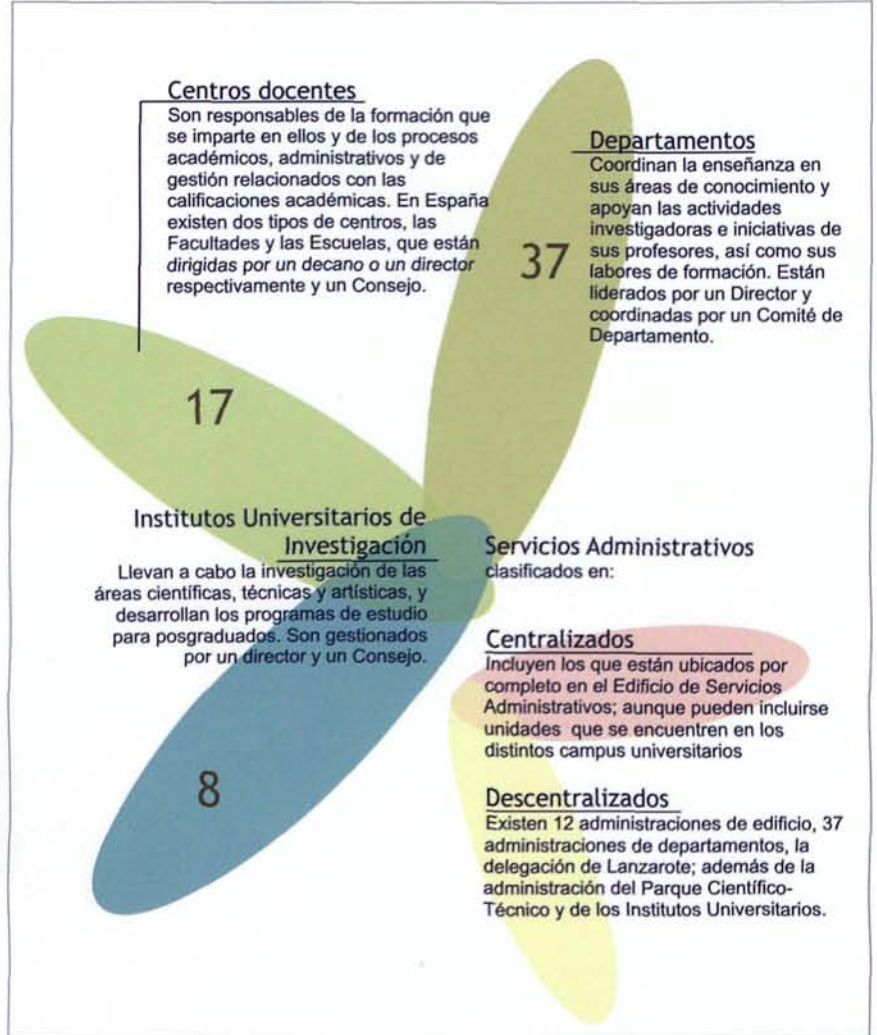 Centros docentes
Son responsables de la formación que
se imparte en ellos y de los procesos
académicos, administrativos y de
gestión relacionados con las
calificaciones académicas. En España
existen dos tipos de centros, las
Facultades y las Escuelas, que están
dirigidas por un decano o un director
respectivamente y un Consejo.
17
Departamentos
Coordinan la enseñanza en
sus áreas de conocimiento y
apoyan las actividades
investigadoras e iniciativas de
sus profesores, así como sus
labores de formación. Están
liderados por un Director y
coordinadas por un Comité de
Departamento.
37
Institutos Universitarios de
Investigación
Llevan a cabo la investigación de las
áreas científicas, técnicas y artísticas, y
desarrollan los programas de estudio
para posgraduados. Son gestionados
por un director y un Consejo.
8
Servicios Administrativos
clasificados en:
Centralizados
Incluyen los que están ubicados por
completo en el Edificio de Servicios
Administrativos; aunque pueden incluirse
unidades que se encuentren en los
distintos campus universitarios
Descentralizados
Existen 12 administraciones de edificio, 37
administraciones de departamentos, la
delegación de Lanzarote; además de la
administración del Parque Científico-
Técnico y de los Institutos Universitarios.